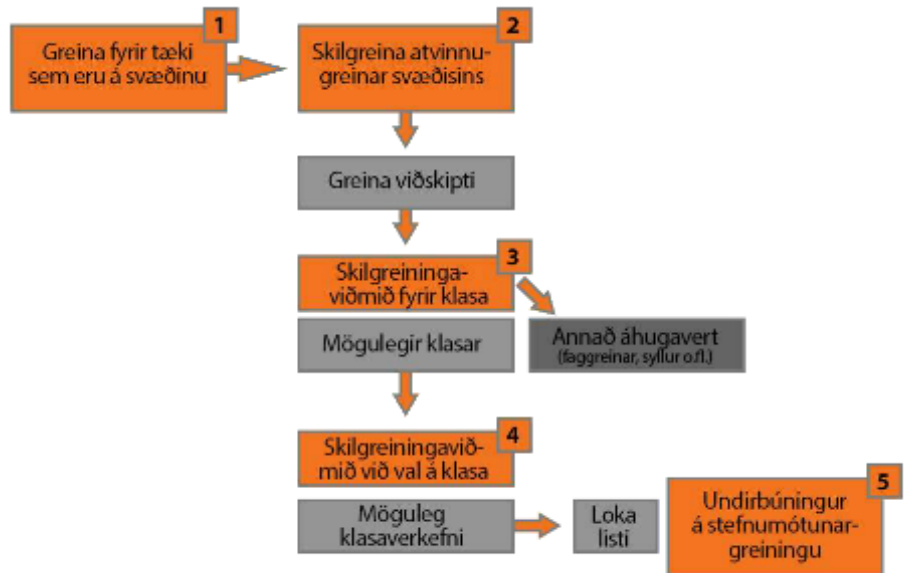 1
Greina fyrir tæki
sem eru á svæðinu
2
Skilgreina atvinnu-
greinar svæðisins
Greina viðskipti
3
Skilgreininga-
viðmið fyrir klasa
Mögulegir klasar
Annað áhugavert
(faggreinar, syllur o.fl.)
4
Skilgreiningavið-
mið við val á klasa
Möguleg
klasaverkefni
Loka
listi
5
Undirbúningur
á stefnumótunar-
greiningu